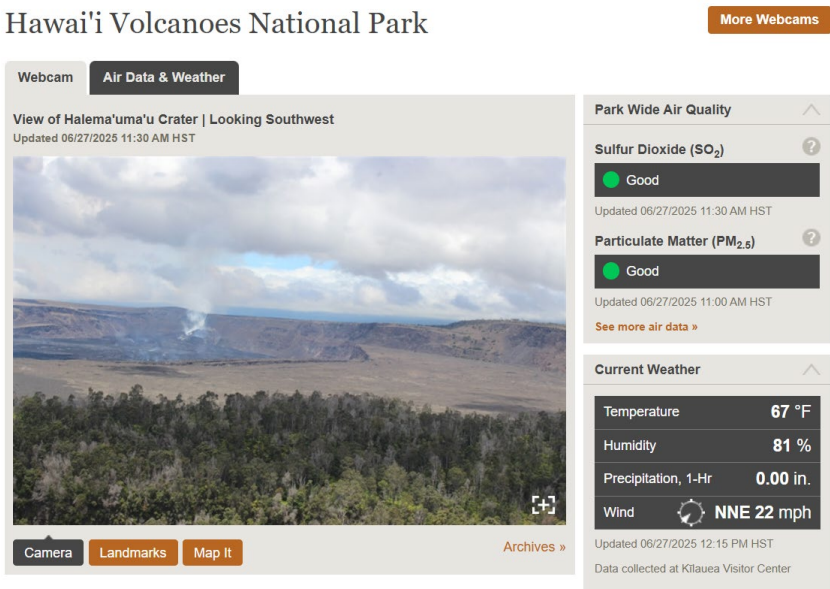 Hawai'i Volcanoes National Park
More Webcams
Webcam
Air Data & Weather
View of Halema'uma'u Crater | Looking Southwest
Updated 06/27/2025 11:30 AM HST
Camera
Landmarks
Map It
Archives »
Park Wide Air Quality
Sulfur Dioxide (SO₂)
?
Good
Updated 06/27/2025 11:30 AM HST
Particulate Matter (PM₂.₅)
?
Good
Updated 06/27/2025 11:00 AM HST
See more air data »
Current Weather
Temperature 67 °F
Humidity 81 %
Precipitation, 1-Hr 0.00 in.
Wind NNE 22 mph
Updated 06/27/2025 12:15 PM HST
Data collected at Kīlauea Visitor Center